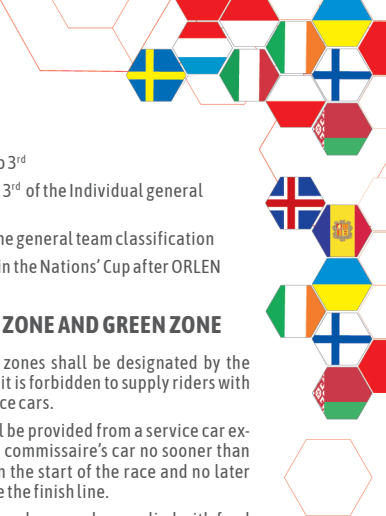 3rd
3rd of the Individual general
general team classification
in the Nations' Cup after ORLEN
ZONE AND GREEN ZONE
zones shall be designated by the
it is forbidden to supply riders with
cars.
be provided from a service car ex-
commissaire's car no sooner than
the start of the race and no later
the finish line.